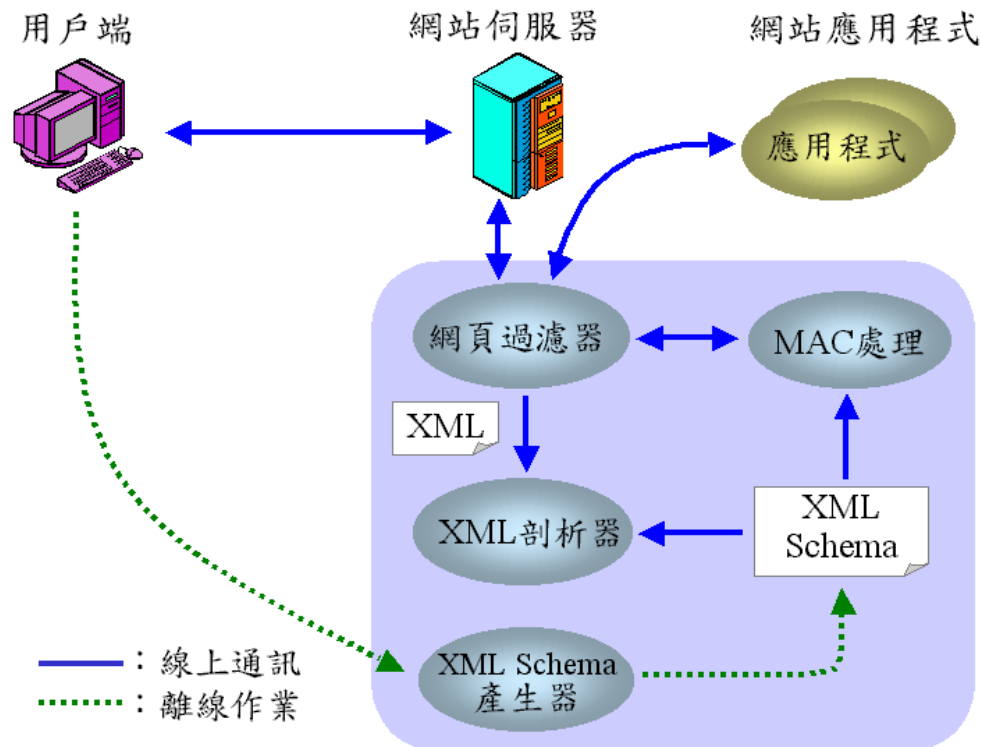 用戶端
網站伺服器
網站應用程式
應用程式
網頁過濾器
MAC處理
XML
XML剖析器
XML
Schema
XML Schema
產生器
：線上通訊
：離線作業